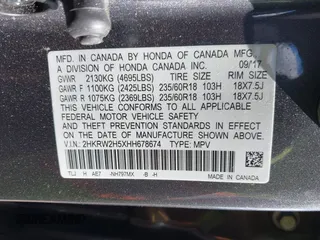 MFD. IN CANADA BY HONDA OF CANADA MFG.
A DIVISION OF HONDA CANADA INC. 09/17
GVWR 2130KG (4695LBS) TIRE SIZE RIM SIZE
GAWR F 1100KG (2425LBS) 235/60R18 103H 18X7.5J
GAWR R 1075KG (2369LBS) 235/60R18 103H 18X7.5J
THIS VEHICLE CONFORMS TO ALL APPLICABLE
FEDERAL MOTOR VEHICLE SAFETY STANDARDS
IN EFFECT ON THE DATE OF MANUFACTURE SHOWN ABOVE.
V.I.N: 2HKRW2H5XHH678674 TYPE: MPV
TLJ H A67 NH797MX -B -H
MADE IN CANADA